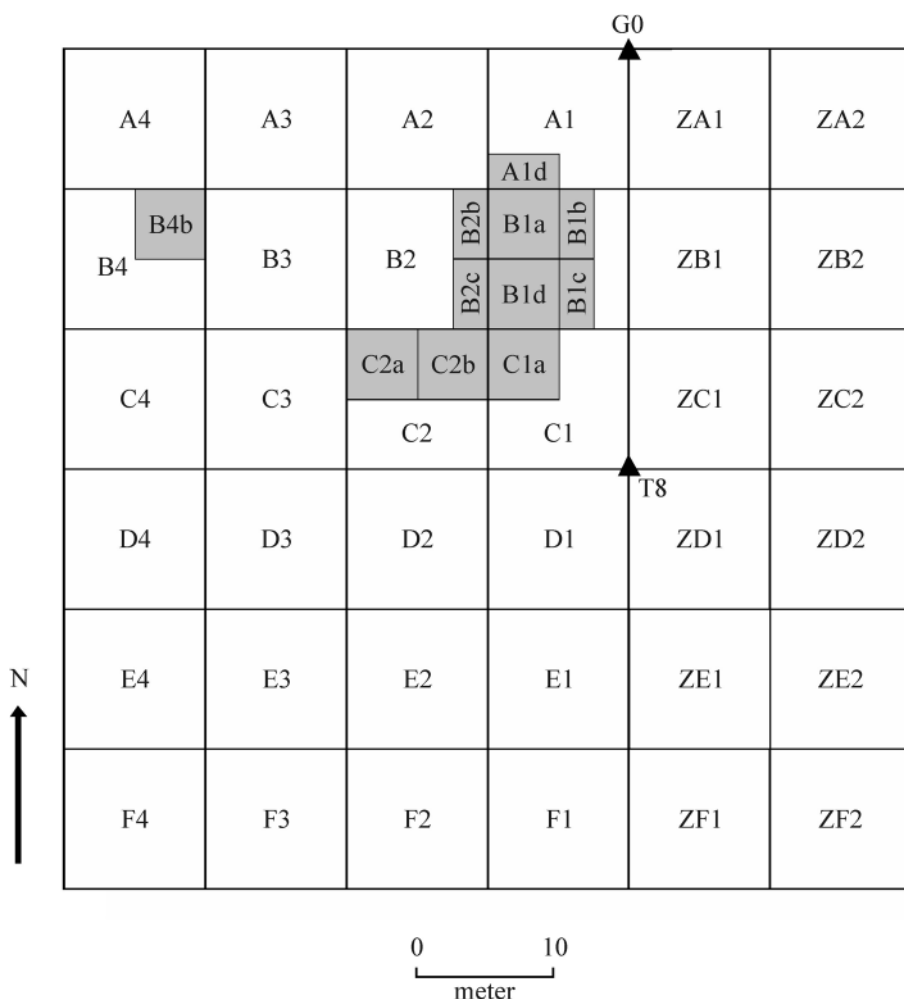 G0
A4 A3 A2 A1 ZA1 ZA2
A1d
B4b B2b B1a B1b
B4 B3 B2 ZB1 ZB2
B2c B1d B1c
C2a C2b C1a
C4 C3 ZC1 ZC2
C2 C1
T8
D4 D3 D2 D1 ZD1 ZD2
N
E4 E3 E2 E1 ZE1 ZE2
F4 F3 F2 F1 ZF1 ZF2
0 10
meter